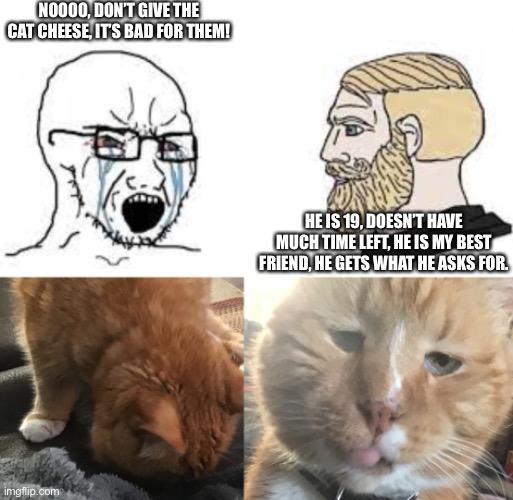 NOOOO, DON'T GIVE THE
CAT CHEESE, IT'S BAD FOR THEM!
HE IS 19, DOESN'T HAVE
MUCH TIME LEFT, HE IS MY BEST
FRIEND, HE GETS WHAT HE ASKS FOR.
imgflip.com